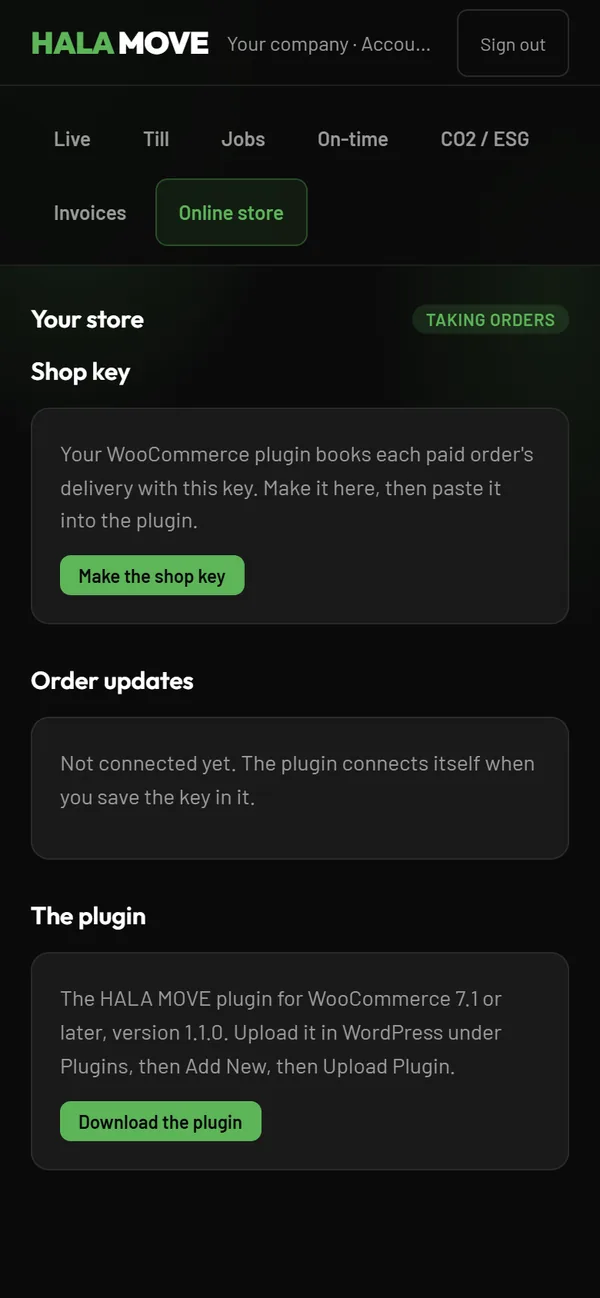 HALA MOVE Your company · Accou... Sign out
Live Till Jobs On-time CO2 / ESG
Invoices Online store
Your store TAKING ORDERS
Shop key
Your WooCommerce plugin books each paid order's
delivery with this key. Make it here, then paste it
into the plugin.
Make the shop key
Order updates
Not connected yet. The plugin connects itself when
you save the key in it.
The plugin
The HALA MOVE plugin for WooCommerce 7.1 or
later, version 1.1.0. Upload it in WordPress under
Plugins, then Add New, then Upload Plugin.
Download the plugin